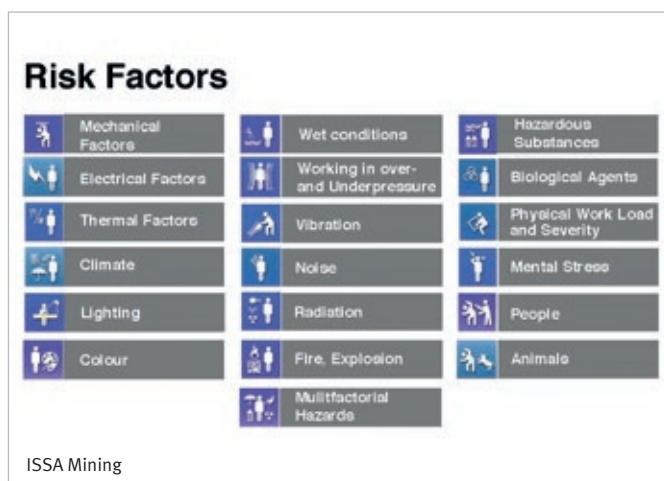 Risk Factors
Mechanical
Factors
Electrical Factors
Thermal Factors
Climate
Lighting
Colour
Wet conditions
Working in over-
and Underpressure
Vibration
Noise
Radiation
Fire, Explosion
Mulitfactorial
Hazards
Hazardous
Substances
Biological Agents
Physical Work Load
and Severity
Mental Stress
People
Animals
ISSA Mining